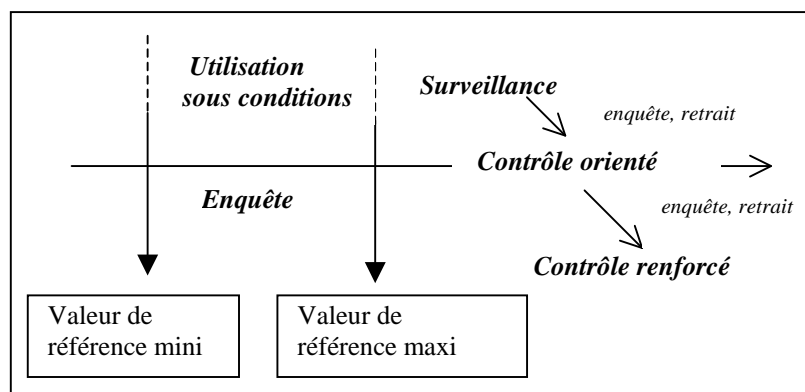 Utilisation
sous conditions
Surveillance
enquête, retrait
Contrôle orienté
Enquête
enquête, retrait
Contrôle renforcé
Valeur de
référence mini
Valeur de
référence maxi